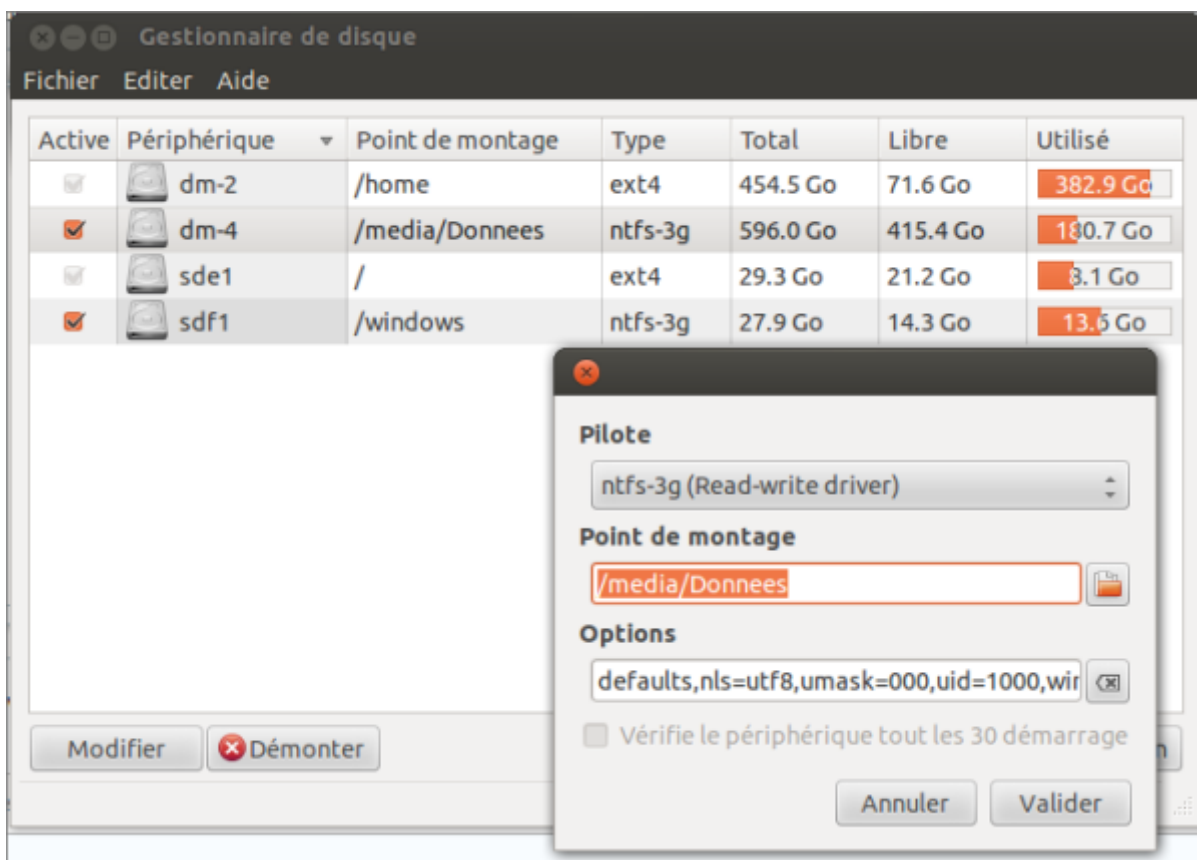 Gestionnaire de disque
Fichier Editer Aide
Active Périphérique Point de montage Type Total Libre Utilisé
dm-2 /home ext4 454.5 Go 71.6 Go 382.9 Go
dm-4 /media/Donnees ntfs-3g 596.0 Go 415.4 Go 180.7 Go
sde1 / ext4 29.3 Go 21.2 Go 8.1 Go
sdf1 /windows ntfs-3g 27.9 Go 14.3 Go 13.6 Go
Pilote
ntfs-3g (Read-write driver)
Point de montage
/media/Donnees
Options
defaults,nls=utf8,umask=000,uid=1000,wir
Vérifie le périphérique tout les 30 démarrage
Modifier Démonter
Annuler Valider